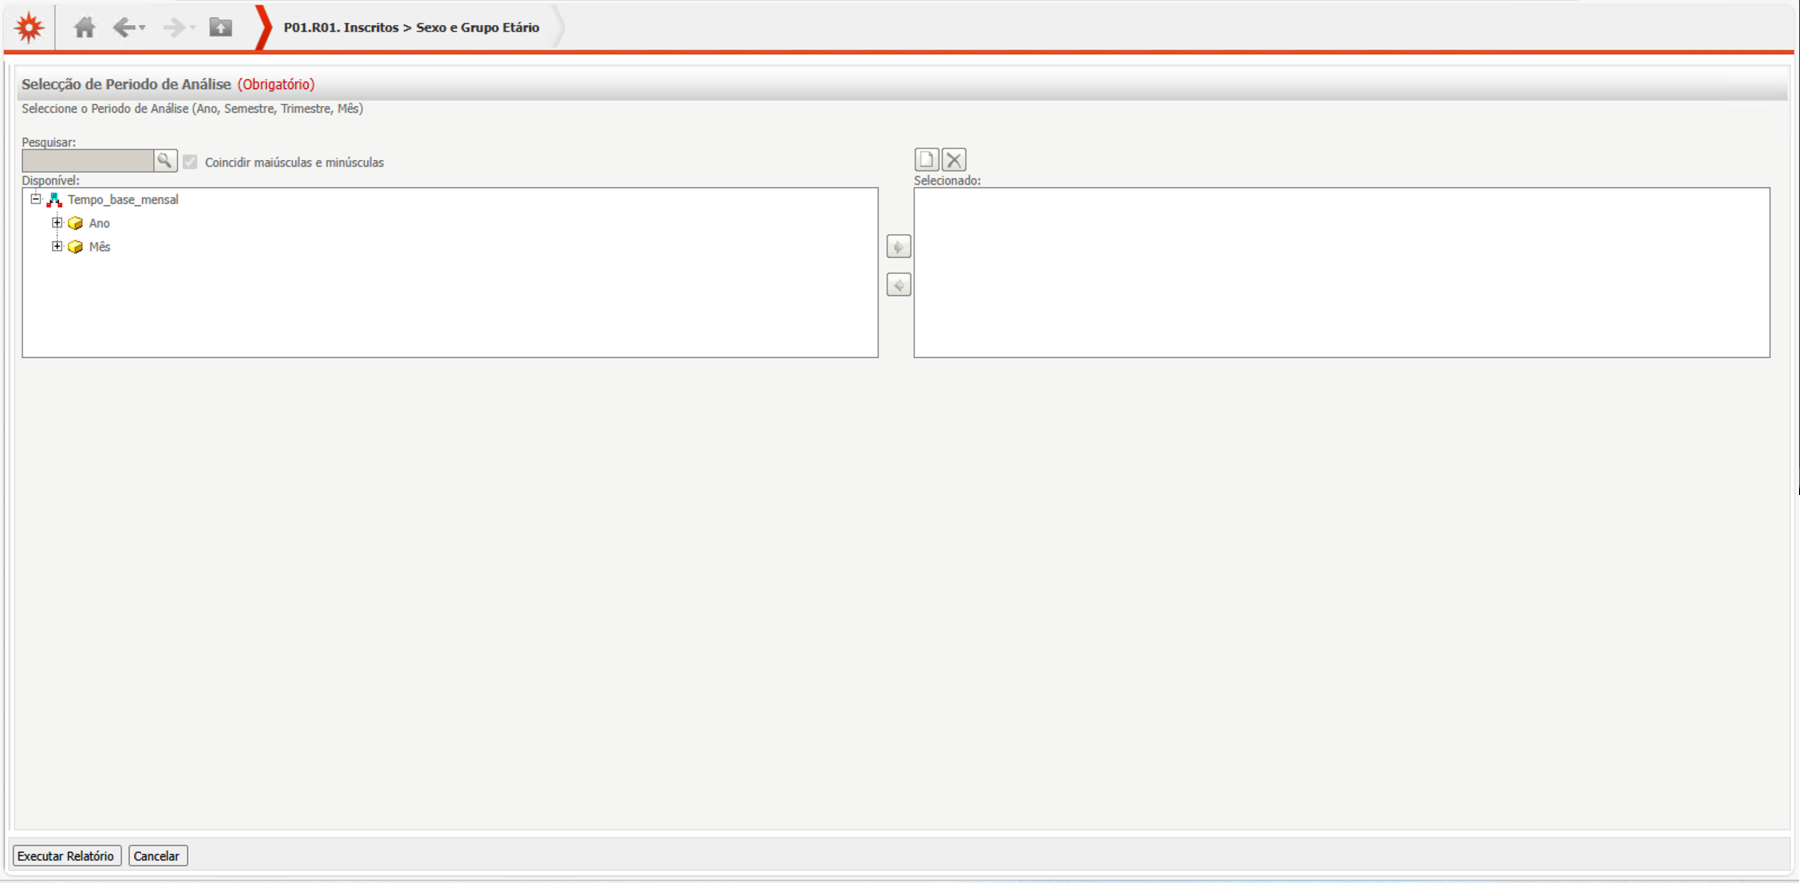 P01.R01. Inscritos > Sexo e Grupo Etário
Selecção de Periodo de Análise (Obrigatório)
Seleccione o Periodo de Análise (Ano, Semestre, Trimestre, Mês)
Pesquisar:
Coincidir maiúsculas e minúsculas
Disponível:
Selecionado:
Tempo_base_mensal
Ano
Mês
Executar Relatório
Cancelar